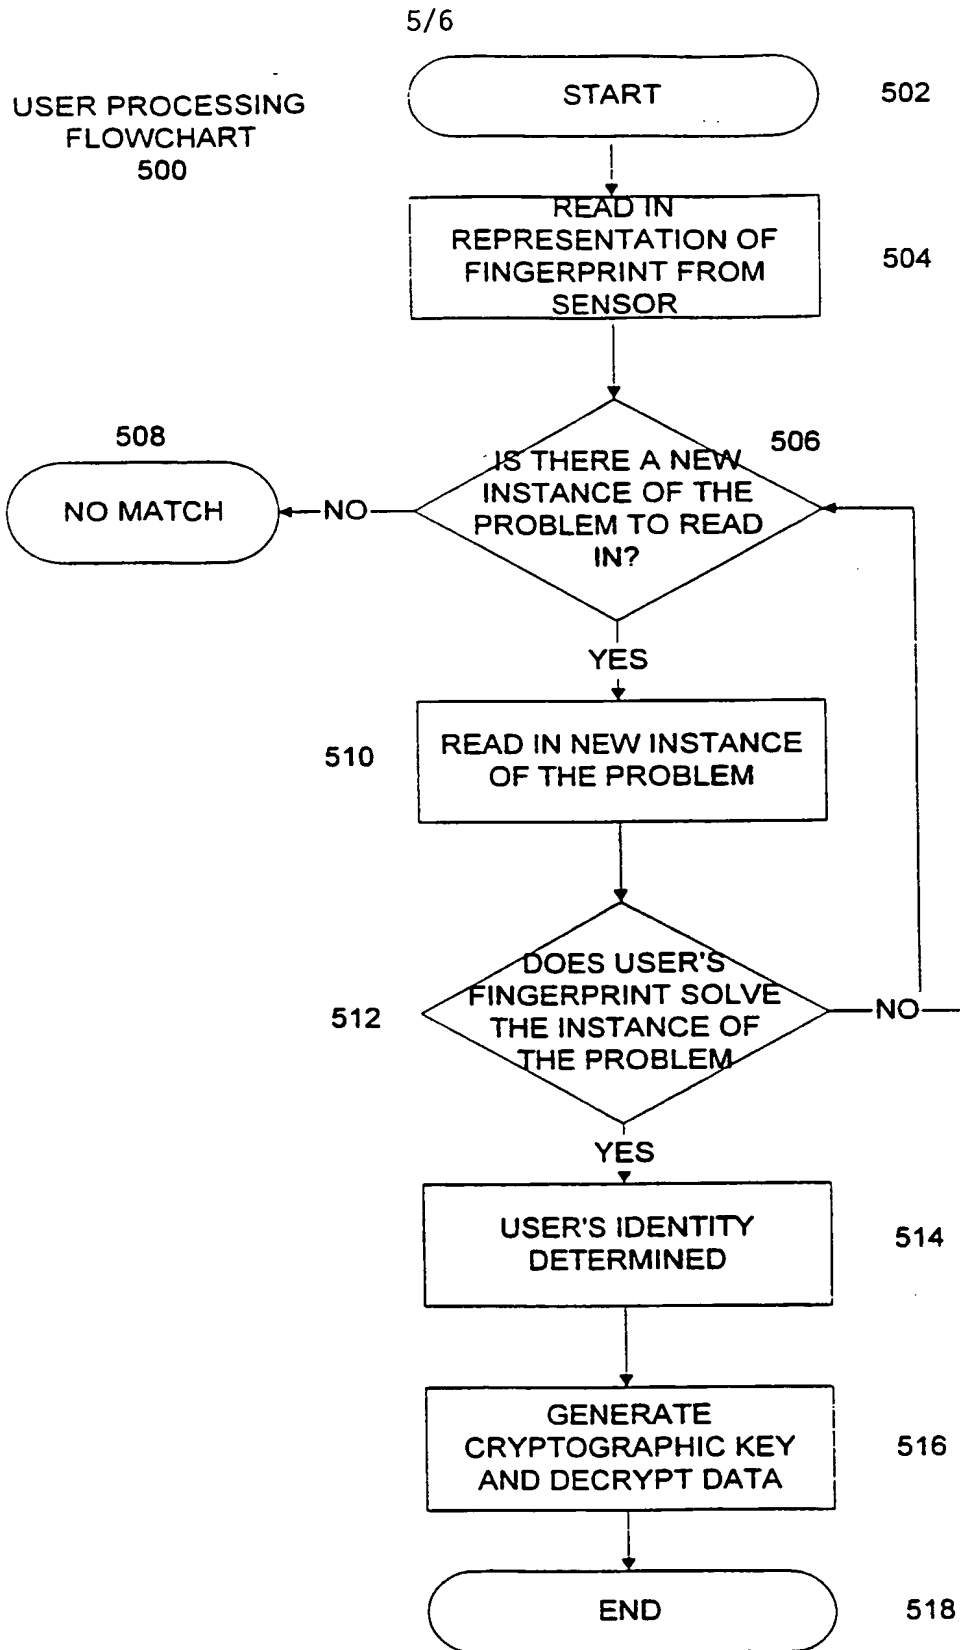 5/6
USER PROCESSING
FLOWCHART
500
START
502
READ IN
REPRESENTATION OF
FINGERPRINT FROM
SENSOR
504
508
NO MATCH
NO
506
IS THERE A NEW
INSTANCE OF THE
PROBLEM TO READ
IN?
YES
510
READ IN NEW INSTANCE
OF THE PROBLEM
512
DOES USER'S
FINGERPRINT SOLVE
THE INSTANCE OF
THE PROBLEM
NO
YES
USER'S IDENTITY
DETERMINED
514
GENERATE
CRYPTOGRAPHIC KEY
AND DECRYPT DATA
516
END
518